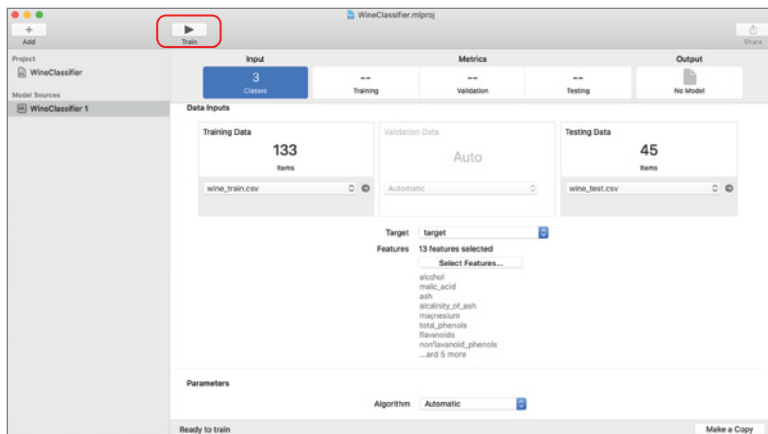 WineClassifier.mlproj
Add
Train
Share
Project
WineClassifier
Model Sources
WineClassifier 1
Input
Metrics
Output
3
Classes
--
Training
--
Validation
--
Testing
No Model
Data Inputs
Training Data
133
Items
wine_train.csv
Validation Data
Auto
Automatic
Testing Data
45
Items
wine_test.csv
Target target
Features 13 features selected
Select Features...
alcohol
malic_acid
ash
alcalinity_of_ash
magnesium
total_phenols
flavanoids
nonflavanoid_phenols
...and 5 more
Parameters
Algorithm Automatic
Ready to train
Make a Copy